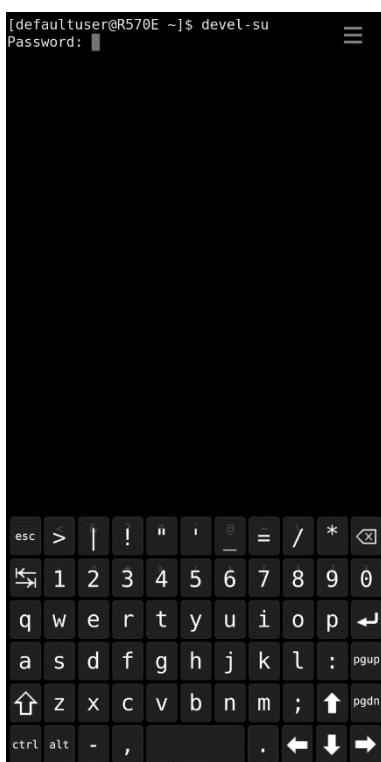 [defaultuser@R570E ~]$ devel-su
Password:
esc > | ! " ' _ = / *
1 2 3 4 5 6 7 8 9 0
q w e r t y u i o p
a s d f g h j k l : pgup
z x c v b n m ; pgdn
ctrl alt - , .